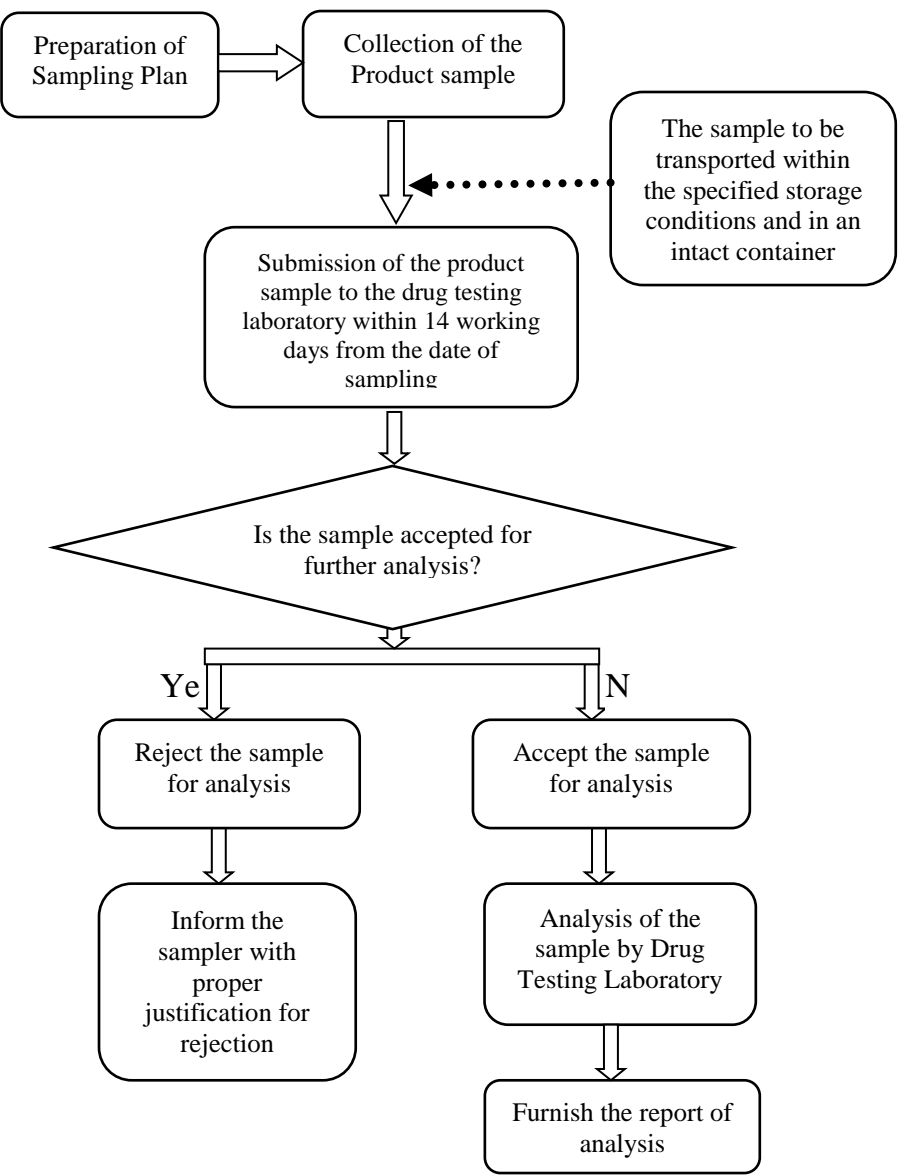 Preparation of
Sampling Plan
Collection of the
Product sample
The sample to be
transported within
the specified storage
conditions and in an
intact container
Submission of the product
sample to the drug testing
laboratory within 14 working
days from the date of
sampling
Is the sample accepted for
further analysis?
Ye
N
Reject the sample
for analysis
Accept the sample
for analysis
Inform the
sampler with
proper
justification for
rejection
Analysis of the
sample by Drug
Testing Laboratory
Furnish the report of
analysis